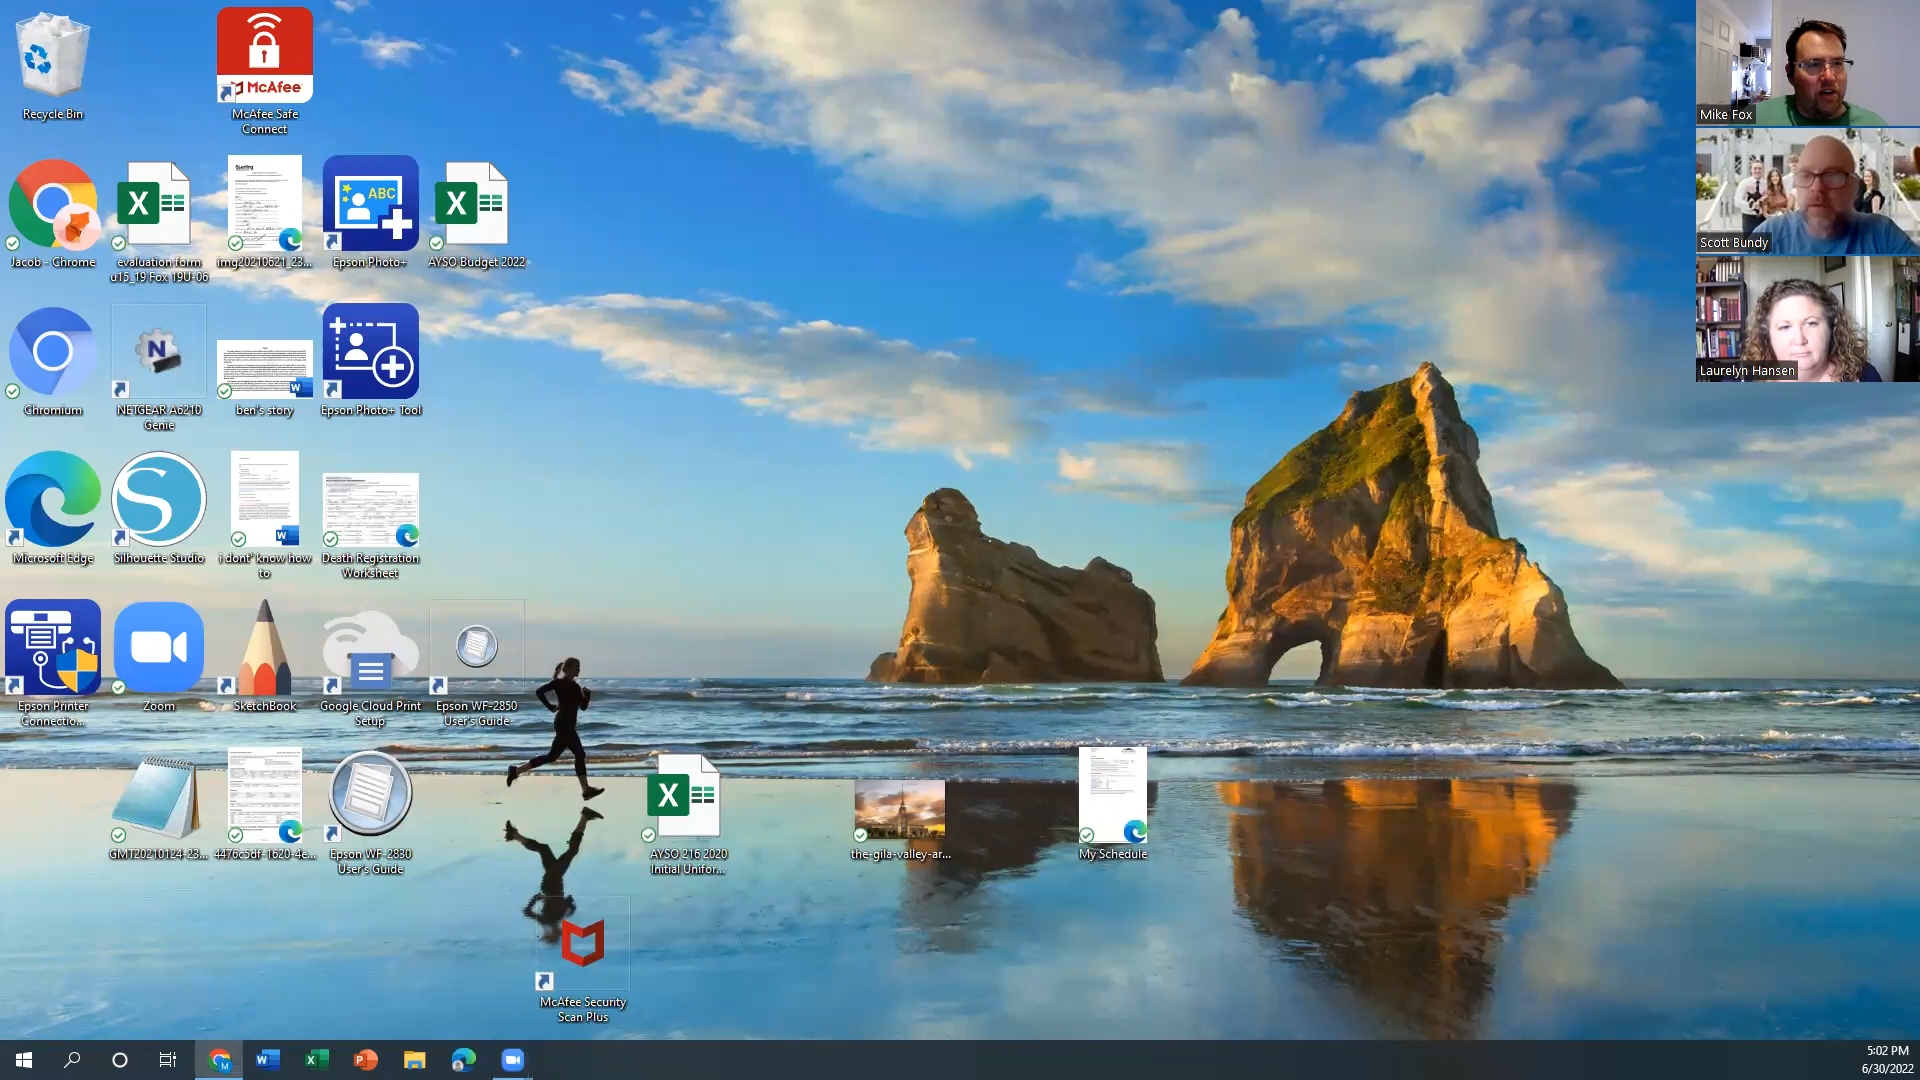 Recycle Bin
McAfee
McAfee Safe
Connect
Mike Fox
Scott Bundy
Laurelyn Hansen
Jacob - Chrome
evaluation form
u15_19 Fox 19U-06
img20210621_23...
ABC
Epson Photo+
AYSO Budget 2022
Chromium
N
NETGEAR A6210
Genie
ben's story
Epson Photo+ Tool
Microsoft Edge
S
Silhouette Studio
i dont' know how
to
Death Registration
Worksheet
Epson Printer
Connectio...
Zoom
SketchBook
Google Cloud Print
Setup
Epson WF-2850
User's Guide
GMT20210124-23...
4476c5df-1620-4e...
Epson WF-2830
User's Guide
AYSO 216 2020
Initial Unifor...
the-gila-valley-ar...
My Schedule
McAfee Security
Scan Plus
5:02 PM
6/30/2022